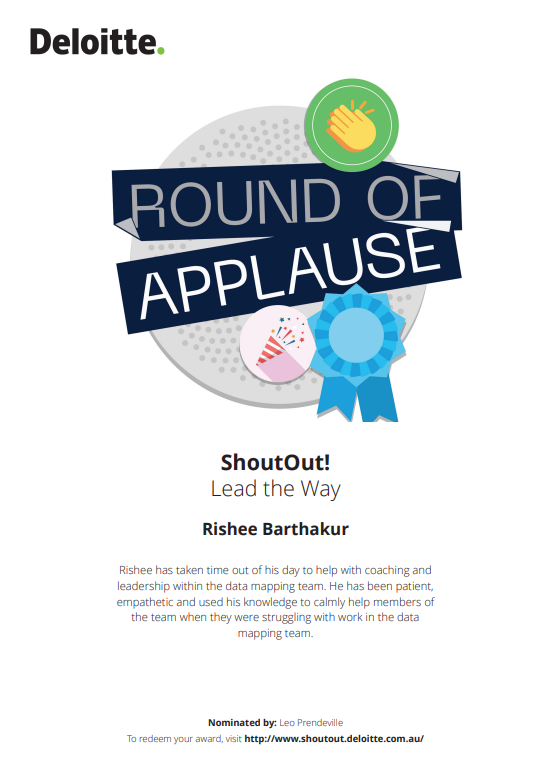 Deloitte.
ROUND OF
APPLAUSE
ShoutOut!
Lead the Way
Rishee Barthakur
Rishee has taken time out of his day to help with coaching and
leadership within the data mapping team. He has been patient,
empathetic and used his knowledge to calmly help members of
the team when they were struggling with work in the data
mapping team.
Nominated by: Leo Prendeville
To redeem your award, visit http://www.shoutout.deloitte.com.au/